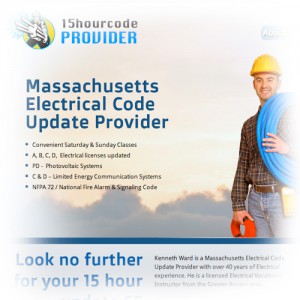 15hourcode
PROVIDER
Massachusetts
Electrical Code
Update Provider
• Convenient Saturday & Sunday Classes
• A, B, C, D, Electrical licenses updated
• PD - Photovoltaic Systems
• C & D – Limited Energy Communication Systems
• NFPA 72 / National Fire Alarm & Signaling Code
Look no further
for your 15 hour
Kenneth Ward is a Massachusetts Electrical Code
Update Provider with over 40 years of Electrical
experience. He is a licensed Electrical
Instructor from the Greater